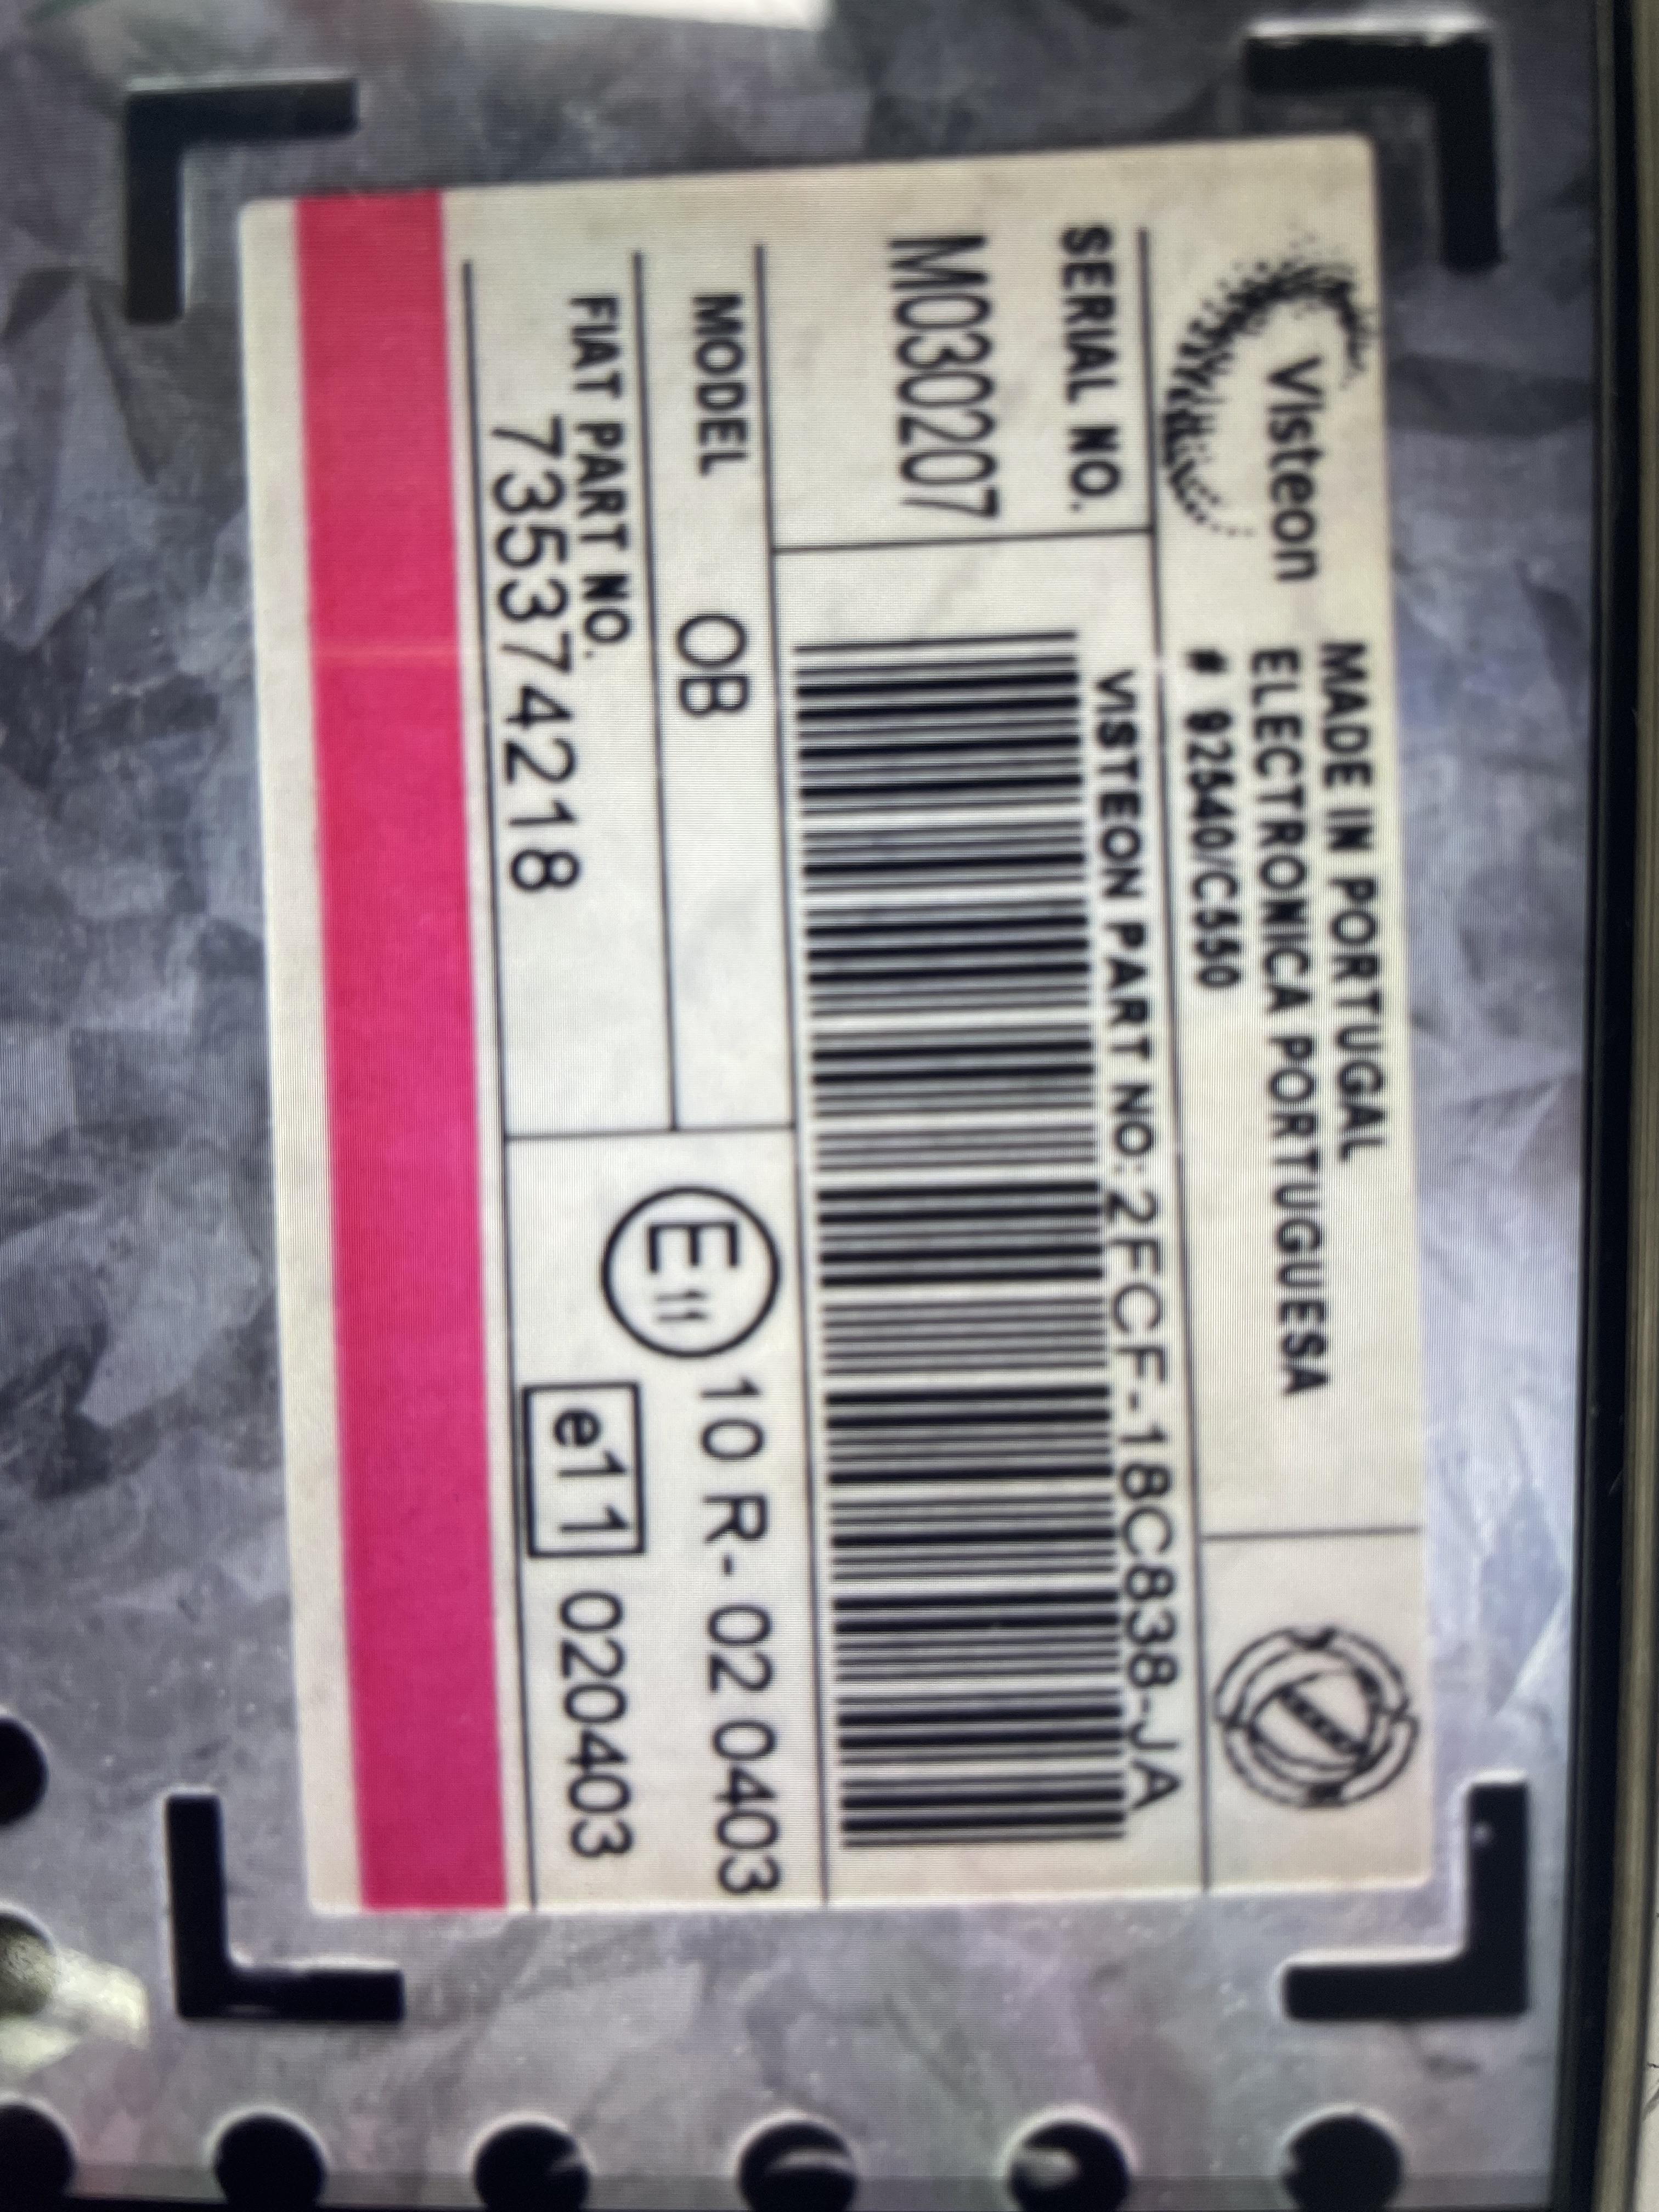 Visteon
MADE IN PORTUGAL
ELECTRONICA PORTUGUESA
# 92540/C550
SERIAL NO.
M030207
VISTEON PART NO: 2FCF-18C838-JA
MODEL OB
FIAT PART NO.
735374218
E11 10 R- 02 0403
e11 020403